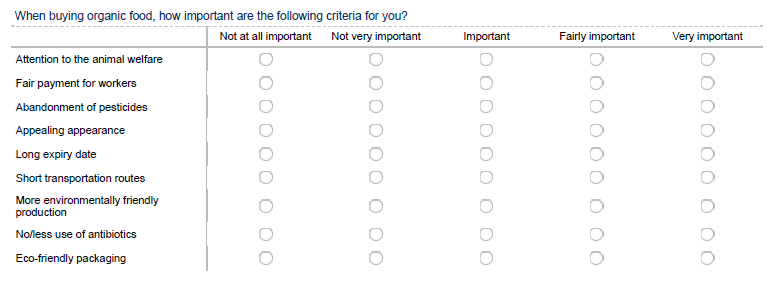 When buying organic food, how important are the following criteria for you?
Not at all important Not very important Important Fairly important Very important
Attention to the animal welfare
Fair payment for workers
Abandonment of pesticides
Appealing appearance
Long expiry date
Short transportation routes
More environmentally friendly
production
No/less use of antibiotics
Eco-friendly packaging